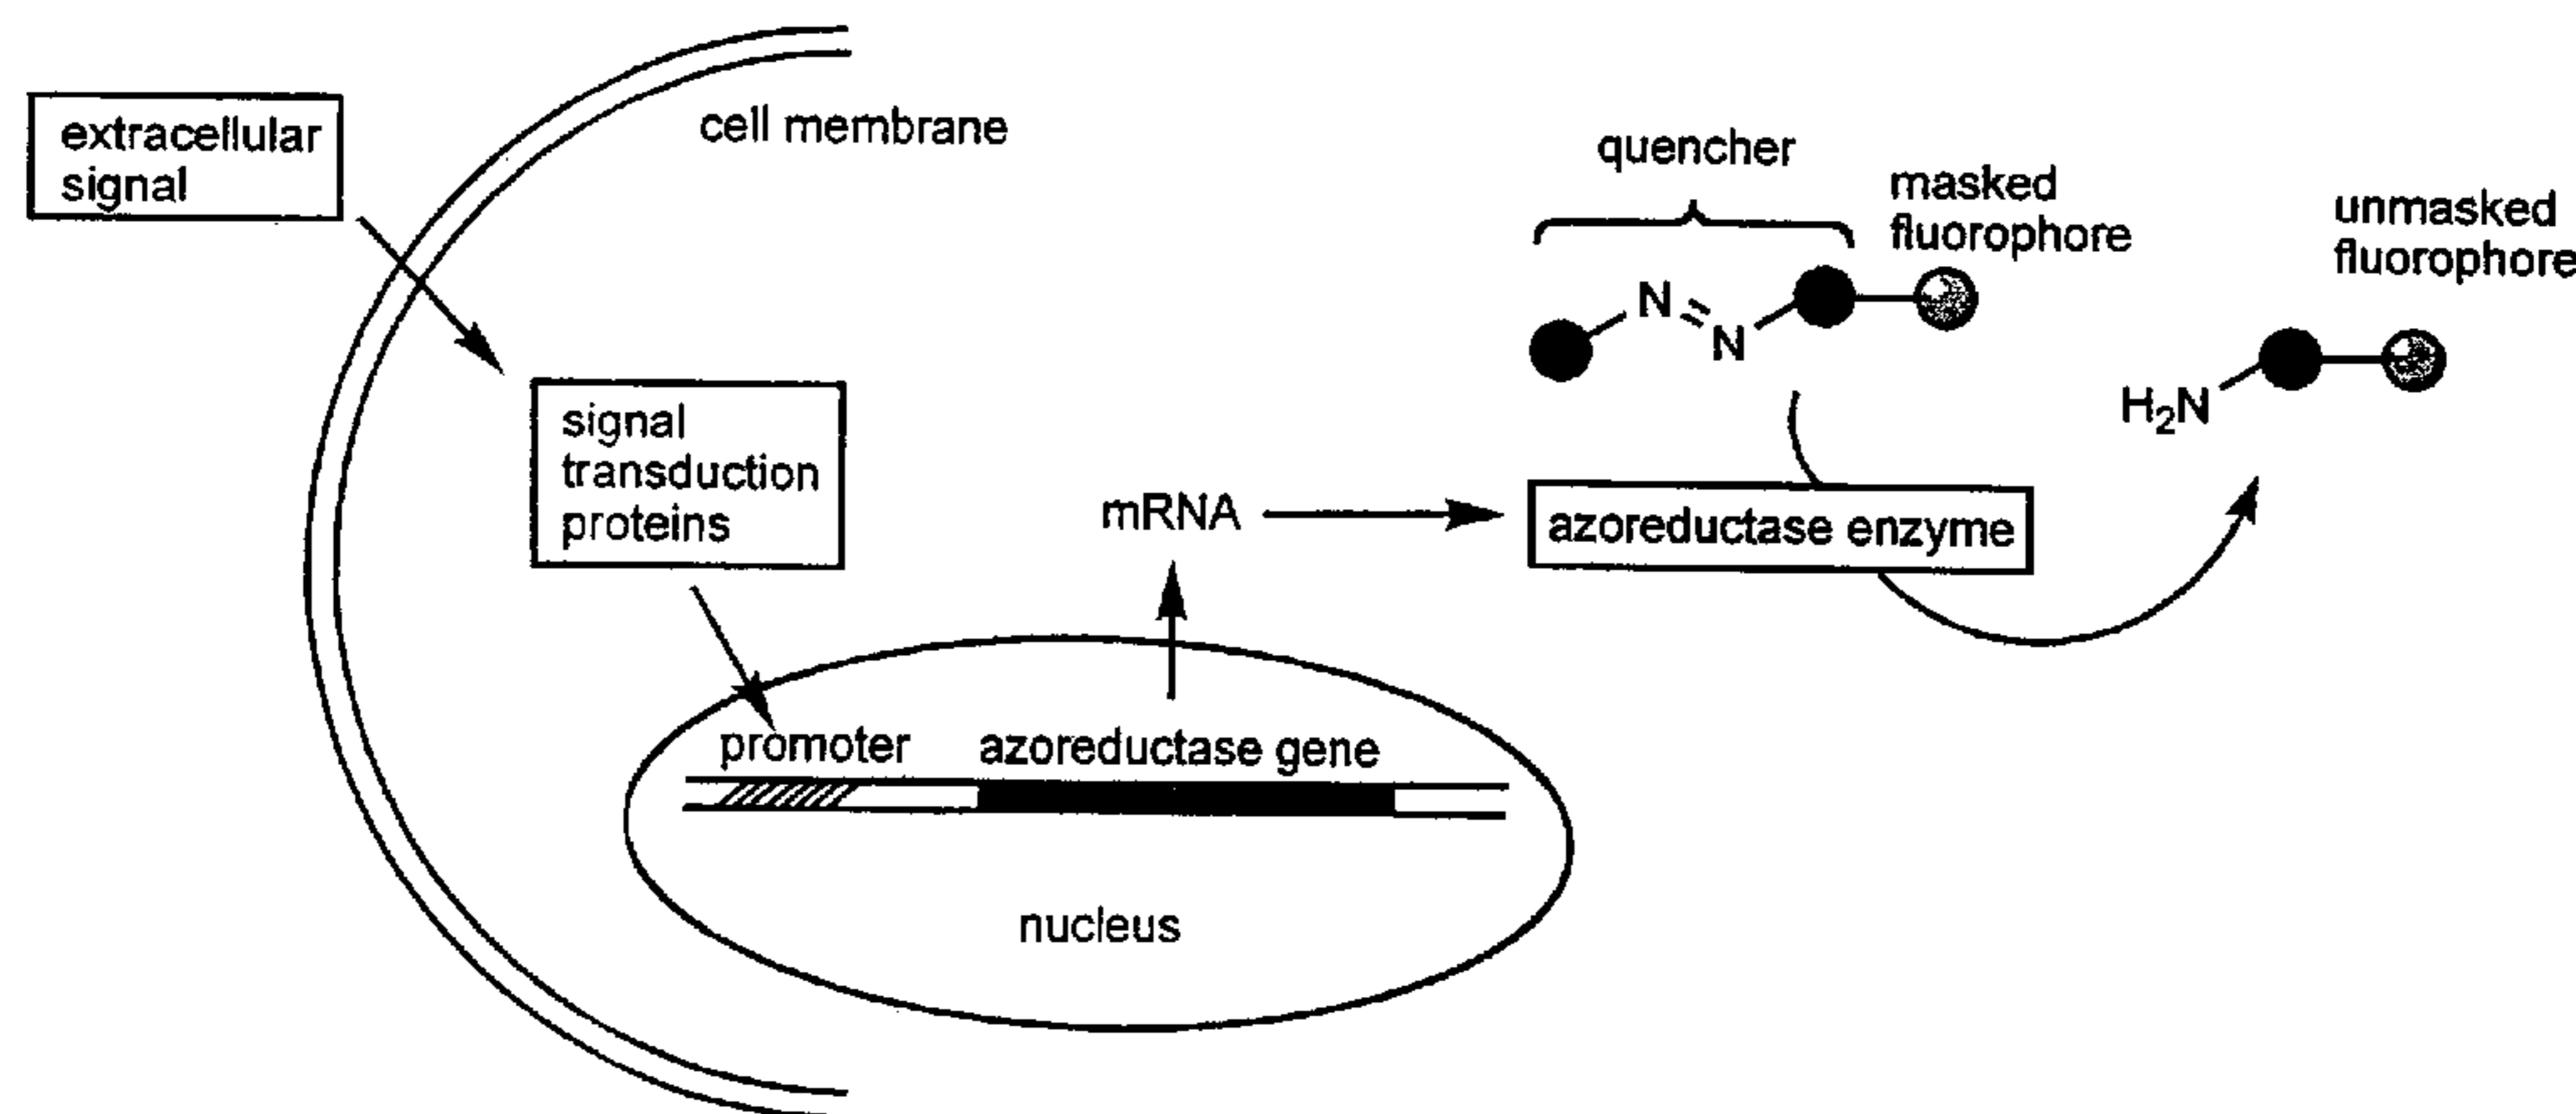 extracellular
signal
cell membrane
quencher
masked
fluorophore
unmasked
fluorophore
N
N
H₂N
signal
transduction
proteins
mRNA
azoreductase enzyme
promoter
azoreductase gene
nucleus